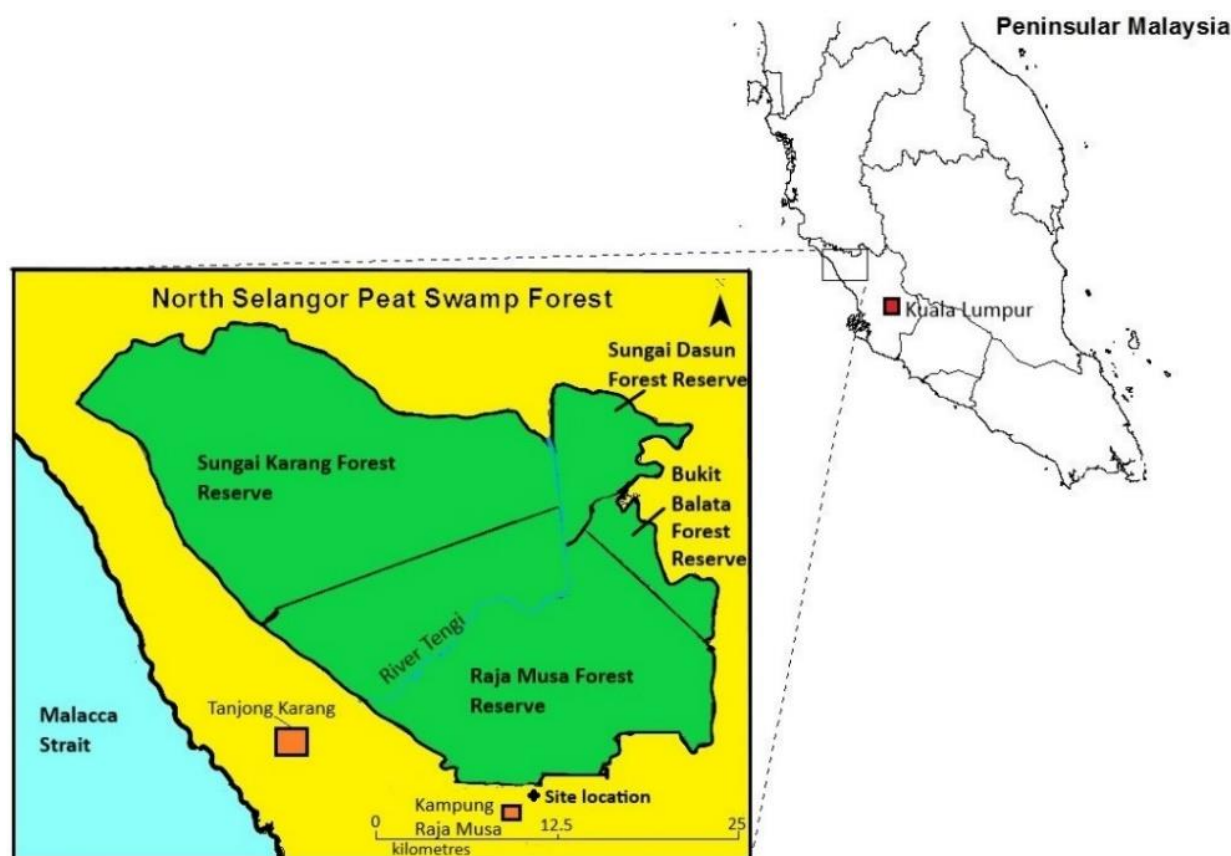 Peninsular Malaysia
Kuala Lumpur
North Selangor Peat Swamp Forest
N
Sungai Dasun
Forest Reserve
Sungai Karang Forest
Reserve
Bukit
Balata
Forest
Reserve
River Tengi
Raja Musa Forest
Reserve
Malacca
Strait
Tanjong Karang
Site location
Kampung
Raja Musa
0
12.5
25
kilometres